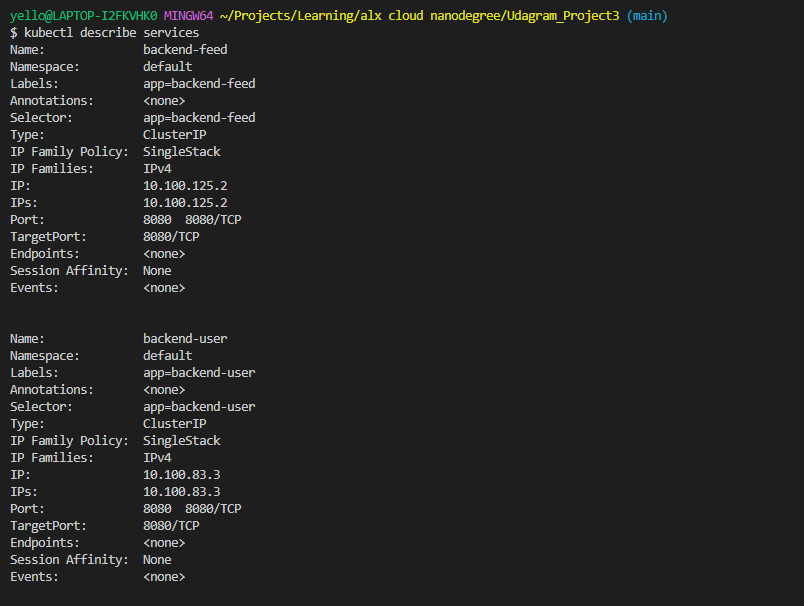 yello@LAPTOP-I2FKVHK0 MINGW64 ~/Projects/Learning/alx cloud nanodegree/Udagram_Project3 (main)
$ kubectl describe services
Name:              backend-feed
Namespace:         default
Labels:            app=backend-feed
Annotations:       <none>
Selector:          app=backend-feed
Type:              ClusterIP
IP Family Policy:  SingleStack
IP Families:       IPv4
IP:                10.100.125.2
IPs:               10.100.125.2
Port:              8080  8080/TCP
TargetPort:        8080/TCP
Endpoints:         <none>
Session Affinity:  None
Events:            <none>

Name:              backend-user
Namespace:         default
Labels:            app=backend-user
Annotations:       <none>
Selector:          app=backend-user
Type:              ClusterIP
IP Family Policy:  SingleStack
IP Families:       IPv4
IP:                10.100.83.3
IPs:               10.100.83.3
Port:              8080  8080/TCP
TargetPort:        8080/TCP
Endpoints:         <none>
Session Affinity:  None
Events:            <none>